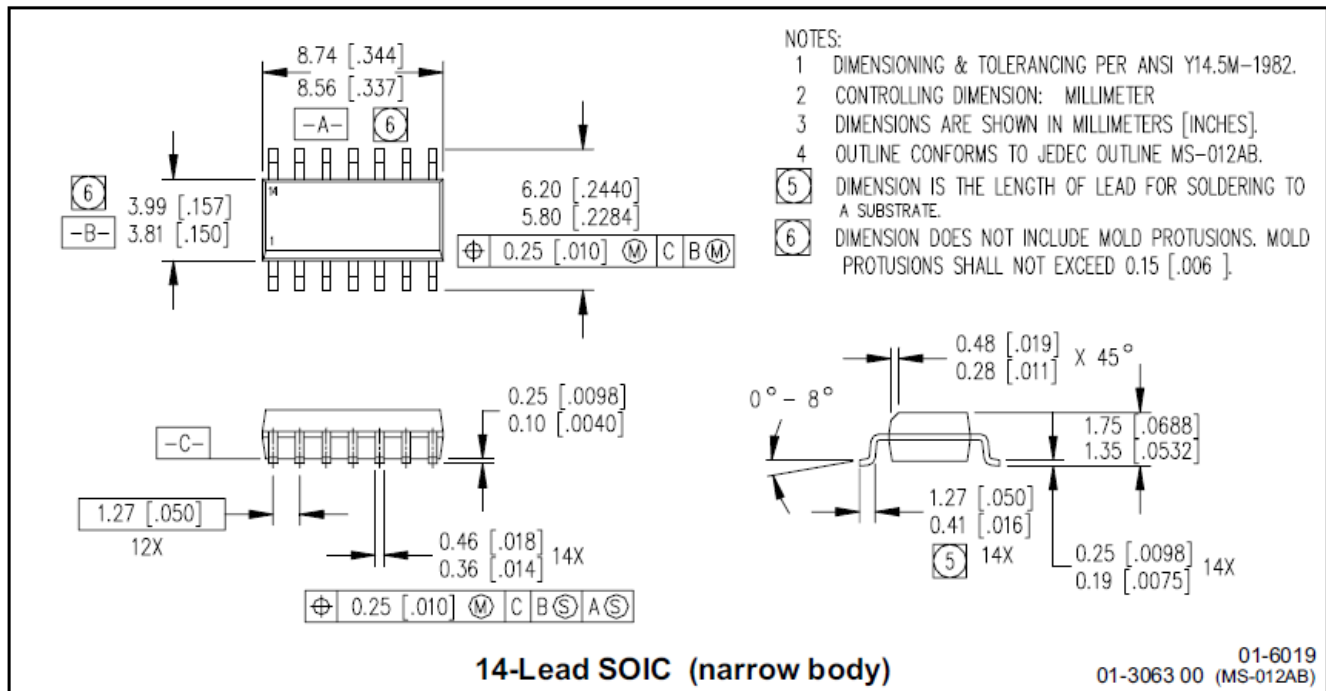 8.74 [.344]
8.56 [.337]
-A- 6
6
3.99 [.157]
3.81 [.150]
-B-
14
1
6.20 [.2440]
5.80 [.2284]
⌖ 0.25 [.010] Ⓜ C B Ⓜ
NOTES:
1 DIMENSIONING & TOLERANCING PER ANSI Y14.5M-1982.
2 CONTROLLING DIMENSION: MILLIMETER
3 DIMENSIONS ARE SHOWN IN MILLIMETERS [INCHES].
4 OUTLINE CONFORMS TO JEDEC OUTLINE MS-012AB.
5 DIMENSION IS THE LENGTH OF LEAD FOR SOLDERING TO
A SUBSTRATE.
6 DIMENSION DOES NOT INCLUDE MOLD PROTUSIONS. MOLD
PROTUSIONS SHALL NOT EXCEED 0.15 [.006 ].
-C-
0.25 [.0098]
0.10 [.0040]
1.27 [.050]
12X
0.46 [.018]
0.36 [.014] 14X
⌖ 0.25 [.010] Ⓜ C B Ⓢ A Ⓢ
0.48 [.019]
0.28 [.011] X 45°
0° - 8°
1.75 [.0688]
1.35 [.0532]
1.27 [.050]
0.41 [.016]
5 14X
0.25 [.0098]
0.19 [.0075] 14X
14-Lead SOIC (narrow body)
01-6019
01-3063 00 (MS-012AB)